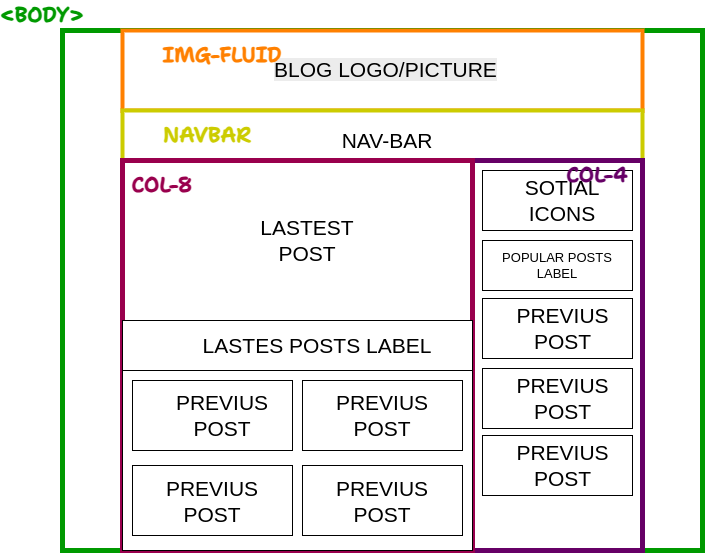 <BODY>
IMG-FLUID
BLOG LOGO/PICTURE
NAVBAR
NAV-BAR
COL-8
LASTEST
POST
LASTES POSTS LABEL
PREVIUS
POST
PREVIUS
POST
PREVIUS
POST
PREVIUS
POST
COL-4
SOTIAL
ICONS
POPULAR POSTS
LABEL
PREVIUS
POST
PREVIUS
POST
PREVIUS
POST